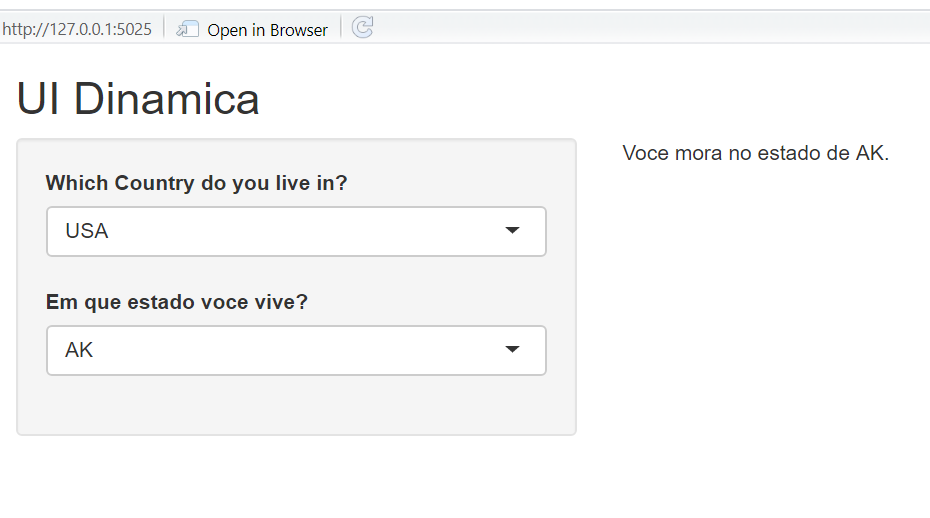 http://127.0.0.1:5025 Open in Browser
UI Dinamica
Which Country do you live in?
USA
Em que estado voce vive?
AK
Voce mora no estado de AK.